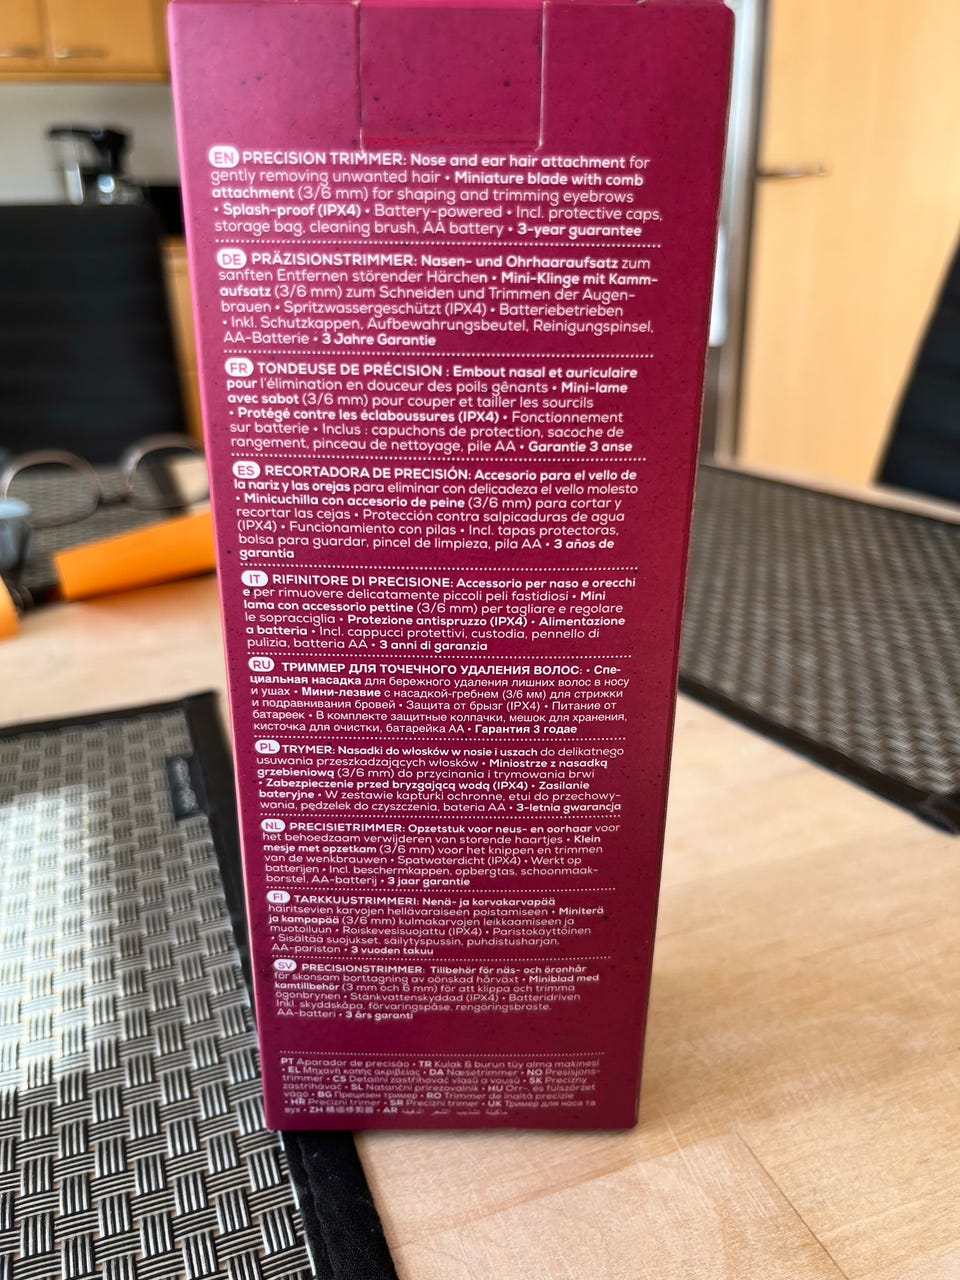 EN PRECISION TRIMMER: Nose and ear hair attachment for
gently removing unwanted hair • Miniature blade with comb
attachment (3/6 mm) for shaping and trimming eyebrows
• Splash-proof (IPX4) • Battery-powered • Incl. protective caps,
storage bag, cleaning brush, AA battery • 3-year guarantee
DE PRÄZISIONSTRIMMER: Nasen- und Ohrhaaraufsatz zum
sanften Entfernen störender Härchen • Mini-Klinge mit Kamm-
aufsatz (3/6 mm) zum Schneiden und Trimmen der Augen-
brauen • Spritzwassergeschützt (IPX4) • Batteriebetrieben
• Inkl. Schutzkappen, Aufbewahrungsbeutel, Reinigungspinsel,
AA-Batterie • 3 Jahre Garantie
FR TONDEUSE DE PRÉCISION : Embout nasal et auriculaire
pour l'élimination en douceur des poils gênants • Mini-lame
avec sabot (3/6 mm) pour couper et tailler les sourcils
• Protégé contre les éclaboussures (IPX4) • Fonctionnement
sur batterie • Inclus : capuchons de protection, sacoche de
rangement, pinceau de nettoyage, pile AA • Garantie 3 anse
ES RECORTADORA DE PRECISIÓN: Accesorio para el vello de
la nariz y las orejas para eliminar con delicadeza el vello molesto
• Minicuchilla con accesorio de peine (3/6 mm) para cortar y
recortar las cejas • Protección contra salpicaduras de agua
(IPX4) • Funcionamiento con pilas • Incl. tapas protectoras,
bolsa para guardar, pincel de limpieza, pila AA • 3 años de
garantia
IT RIFINITORE DI PRECISIONE: Accessorio per naso e orecchi
e per rimuovere delicatamente piccoli peli fastidiosi • Mini
lama con accessorio pettine (3/6 mm) per tagliare e regolare
le sopracciglia • Protezione antispruzzo (IPX4) • Alimentazione
a batteria • Incl. cappucci protettivi, custodia, pennello di
pulizia, batteria AA • 3 anni di garanzia
RU ТРИММЕР ДЛЯ ТОЧЕЧНОГО УДАЛЕНИЯ ВОЛОС: • Спе-
циальная насадка для бережного удаления лишних волос в носу
и ушах • Мини-лезвие с насадкой-гребнем (3/6 мм) для стрижки
и подравнивания бровей • Защита от брызг (IPX4) • Питание от
батареек • В комплекте защитные колпачки, мешок для хранения,
кисточка для очистки, батарейка AA • Гарантия 3 годае
PL TRYMER: Nasadki do włosków w nosie i uszach do delikatnego
usuwania przeszkadzających włosków • Miniostrze z nasadką
grzebieniową (3/6 mm) do przycinania i trymowania brwi
• Zabezpieczenie przed bryzgającą wodą (IPX4) • Zasilanie
bateryjne • W zestawie kapturki ochronne, etui do przechowy-
wania, pędzelek do czyszczenia, bateria AA • 3-letnia gwarancja
NL PRECISIETRIMMER: Opzetstuk voor neus- en oorhaar voor
het behoedzaam verwijderen van storende haartjes • Klein
mesje met opzetkam (3/6 mm) voor het knippen en trimmen
van de wenkbrauwen • Spatwaterdicht (IPX4) • Werkt op
batterijen • Incl. beschermkappen, opbergtas, schoonmaak-
borstel, AA-batterij • 3 jaar garantie
FI TARKKUUSTRIMMERI: Nenä- ja korvakarvapää
häiritsevien karvojen hellävaraiseen poistamiseen • Miniterä
ja kampapää (3/6 mm) kulmakarvojen leikkaamiseen ja
muotoiluun • Roiskevesisuojattu (IPX4) • Paristokäyttöinen
• Sisältää suojukset, säilytyspussin, puhdistusharjan,
AA-pariston • 3 vuoden takuu
SV PRECISIONSTRIMMER: Tillbehör för näs- och öronhår
för skonsam borttagning av oönskad hårväxt • Miniblad med
kamtillbehör (3 mm och 6 mm) för att klippa och trimma
ögonbrynen • Stänkvattenskyddad (IPX4) • Batteridriven
Inkl. skyddskåpa, förvaringspåse, rengöringsbroste,
AA-batteri • 3 års garanti
PT Aparador de precisão • TR Kulak & burun tüy alma makinesi
• EL Μηχανή κοπής ακριβείας • DA Næsetrimmer • NO Presisjons-
trimmer • CS Detailní zastřihovač vlasů a vousů • SK Precízny
zastrihávač • SL Natančni prirezovalnik • HU Orr-, és fülszőrzet
vágó • BG Прецизен тример • RO Trimmer de înaltă precizie
• HR Precizni trimer • SR Precizni trimer • UK Тример для носа та
вух • ZH 精细修剪器 • AR